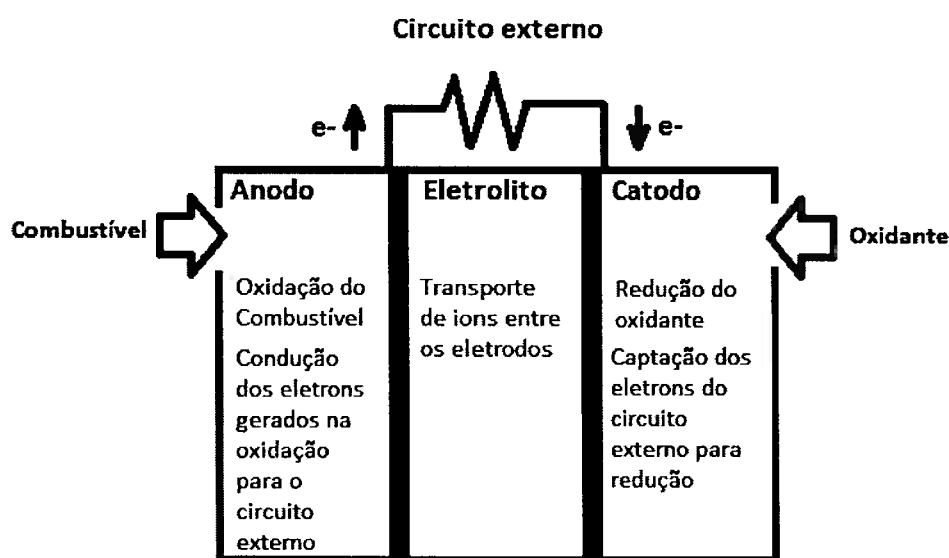 Circuito externo
e-
e-
Anodo
Eletrolito
Catodo
Combustível
Oxidante
Oxidação do
Combustível
Condução
dos eletrons
gerados na
oxidação
para o
circuito
externo
Transporte
de ions entre
os eletrodos
Redução do
oxidante
Captação dos
eletrons do
circuito
externo para
redução